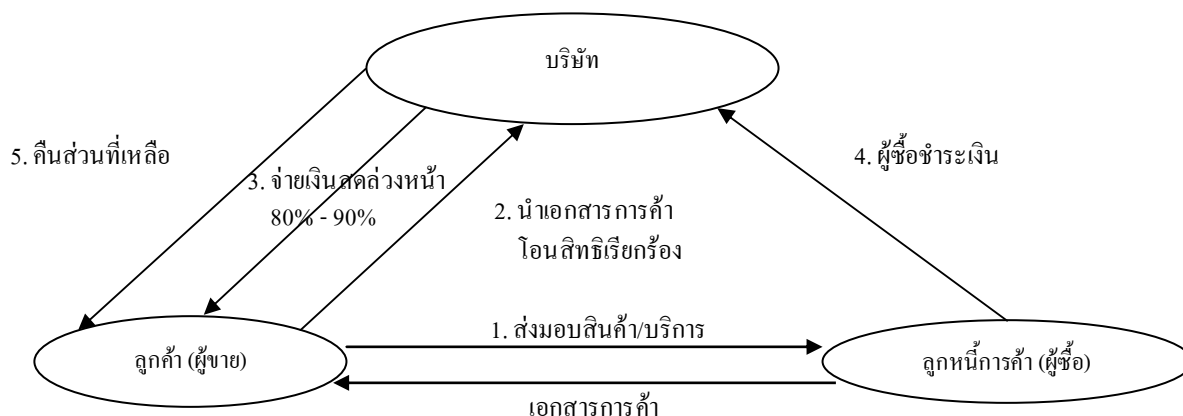 บริษัท
5. คืนส่วนที่เหลือ
3. จ่ายเงินสดล่วงหน้า
80% - 90%
2. นำเอกสารการค้า
โอนสิทธิเรียกร้อง
4. ผู้ซื้อชำระเงิน
1. ส่งมอบสินค้า/บริการ
ลูกค้า (ผู้ขาย)
ลูกหนี้การค้า (ผู้ซื้อ)
เอกสารการค้า